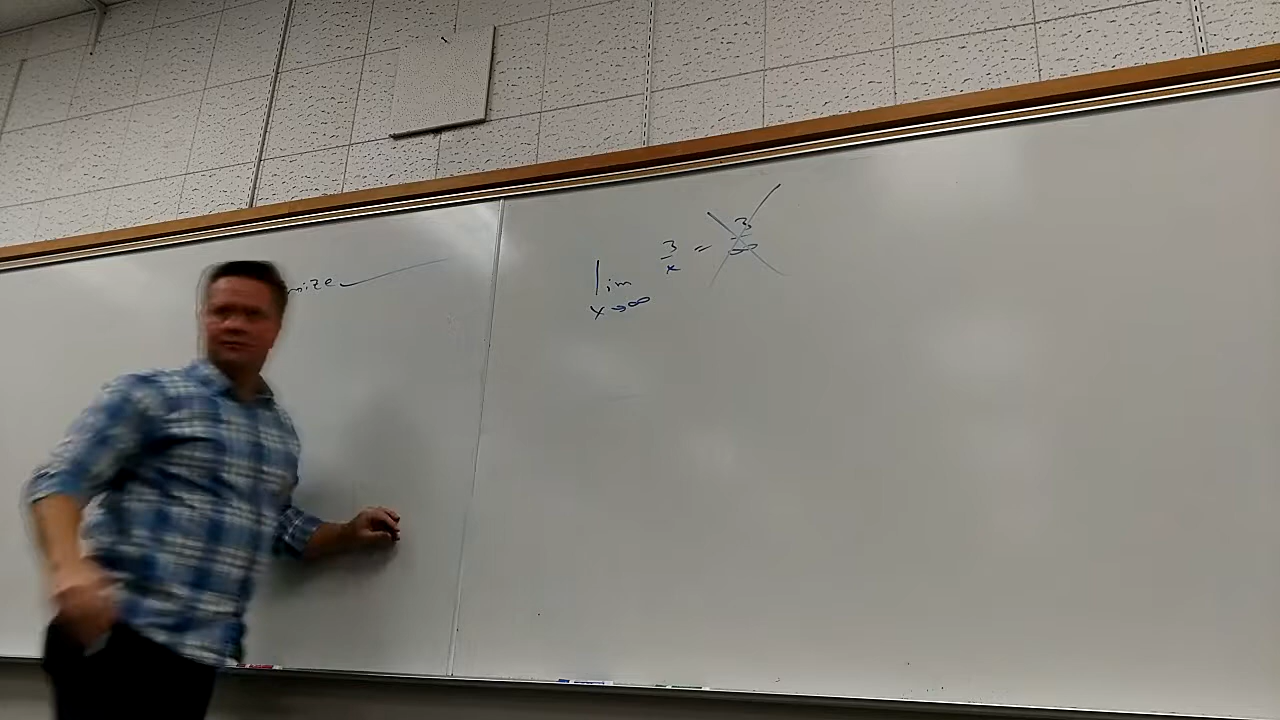 mize
lim x→∞ 3/x = 3/∞